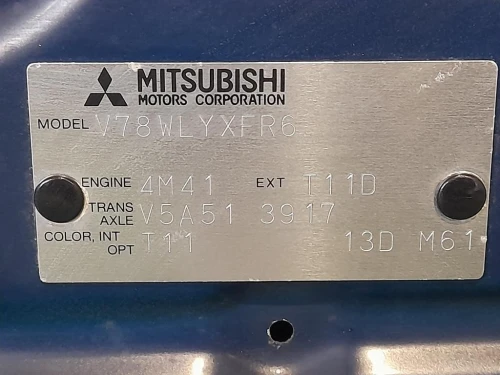 MITSUBISHI
MOTORS CORPORATION
MODEL V78WLYXFR6
ENGINE 4M41 EXT T11D
TRANS AXLE V5A51 3917
COLOR, INT OPT T11 13D M61